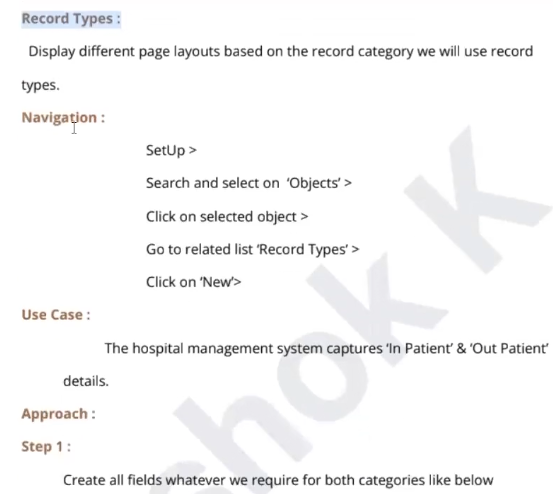 Record Types :
Display different page layouts based on the record category we will use record
types.
Navigation :
SetUp >
Search and select on 'Objects' >
Click on selected object >
Go to related list 'Record Types' >
Click on 'New'>
Use Case :
The hospital management system captures 'In Patient' & 'Out Patient'
details.
Approach :
Step 1 :
Create all fields whatever we require for both categories like below
shok K